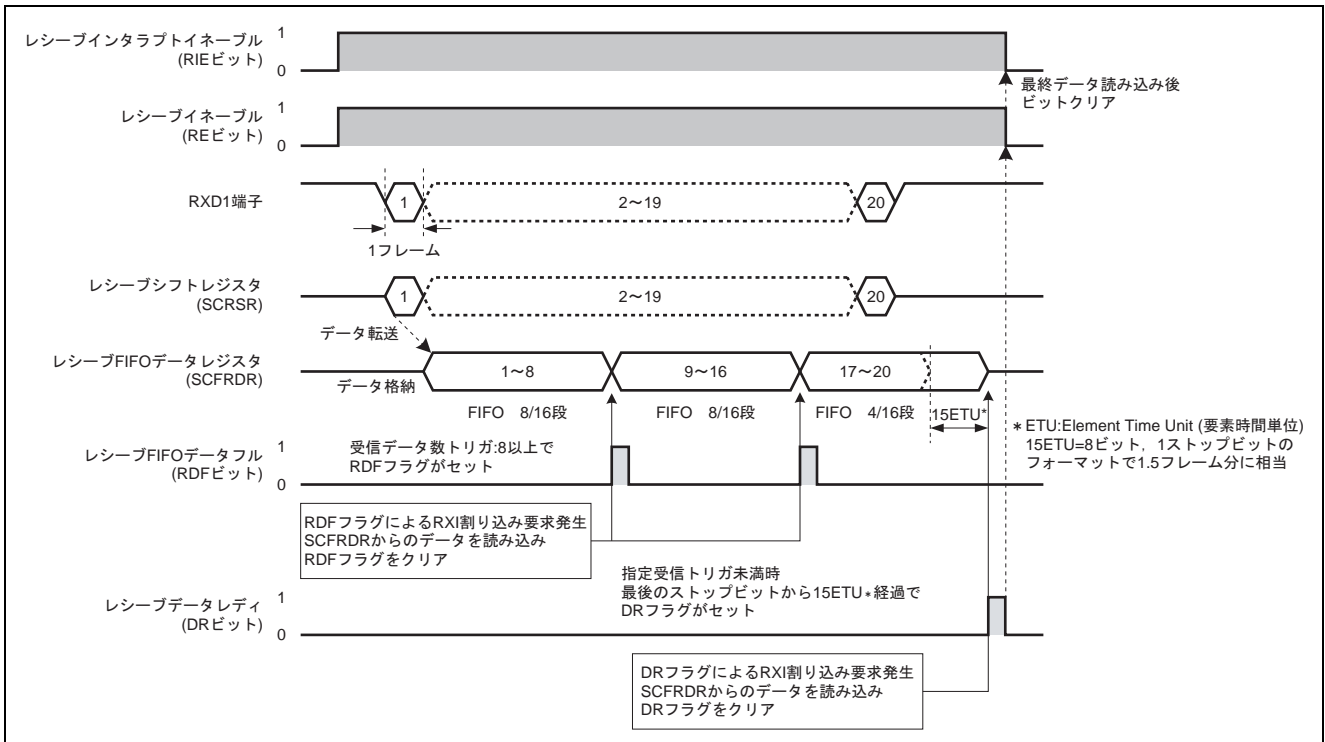 レシーブインタラプトイネーブル
(RIEビット)
1
0
最終データ読み込み後
ビットクリア
レシーブイネーブル
(REビット)
1
0
RXD1端子
1
2～19
20
1フレーム
レシーブシフトレジスタ
(SCRSR)
1
2～19
20
データ転送
レシーブFIFOデータレジスタ
(SCFRDR)
データ格納
1～8
9～16
17～20
FIFO 8/16段
FIFO 8/16段
FIFO 4/16段
15ETU*
*ETU:Element Time Unit (要素時間単位)
15ETU=8ビット，1ストップビットの
フォーマットで1.5フレーム分に相当
レシーブFIFOデータフル
(RDFビット)
1
0
受信データ数トリガ:8以上で
RDFフラグがセット
RDFフラグによるRXI割り込み要求発生
SCFRDRからのデータを読み込み
RDFフラグをクリア
指定受信トリガ未満時
最後のストップビットから15ETU*経過で
DRフラグがセット
レシーブデータレディ
(DRビット)
1
0
DRフラグによるRXI割り込み要求発生
SCFRDRからのデータを読み込み
DRフラグをクリア